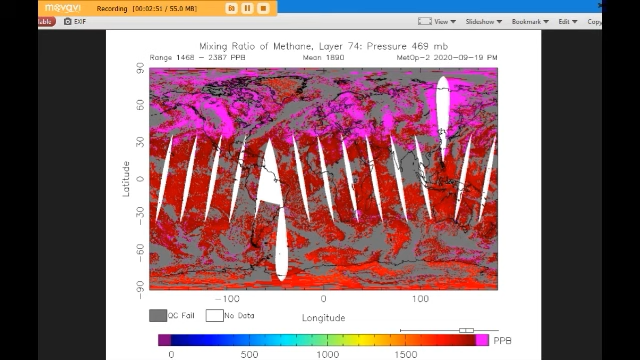 movavi Recording | 00:02:51 / 55.0 MB
EXIF View Slideshow Bookmark Edit
Mixing Ratio of Methane, Layer 74: Pressure 469 mb
Range 1468 - 2387 PPB Mean 1890 MetOp-2 2020-09-19 PM
90
60
30
0
-30
-60
-90
Latitude
-100 0 100
QC Fail No Data Longitude
PPB
0 500 1000 1500